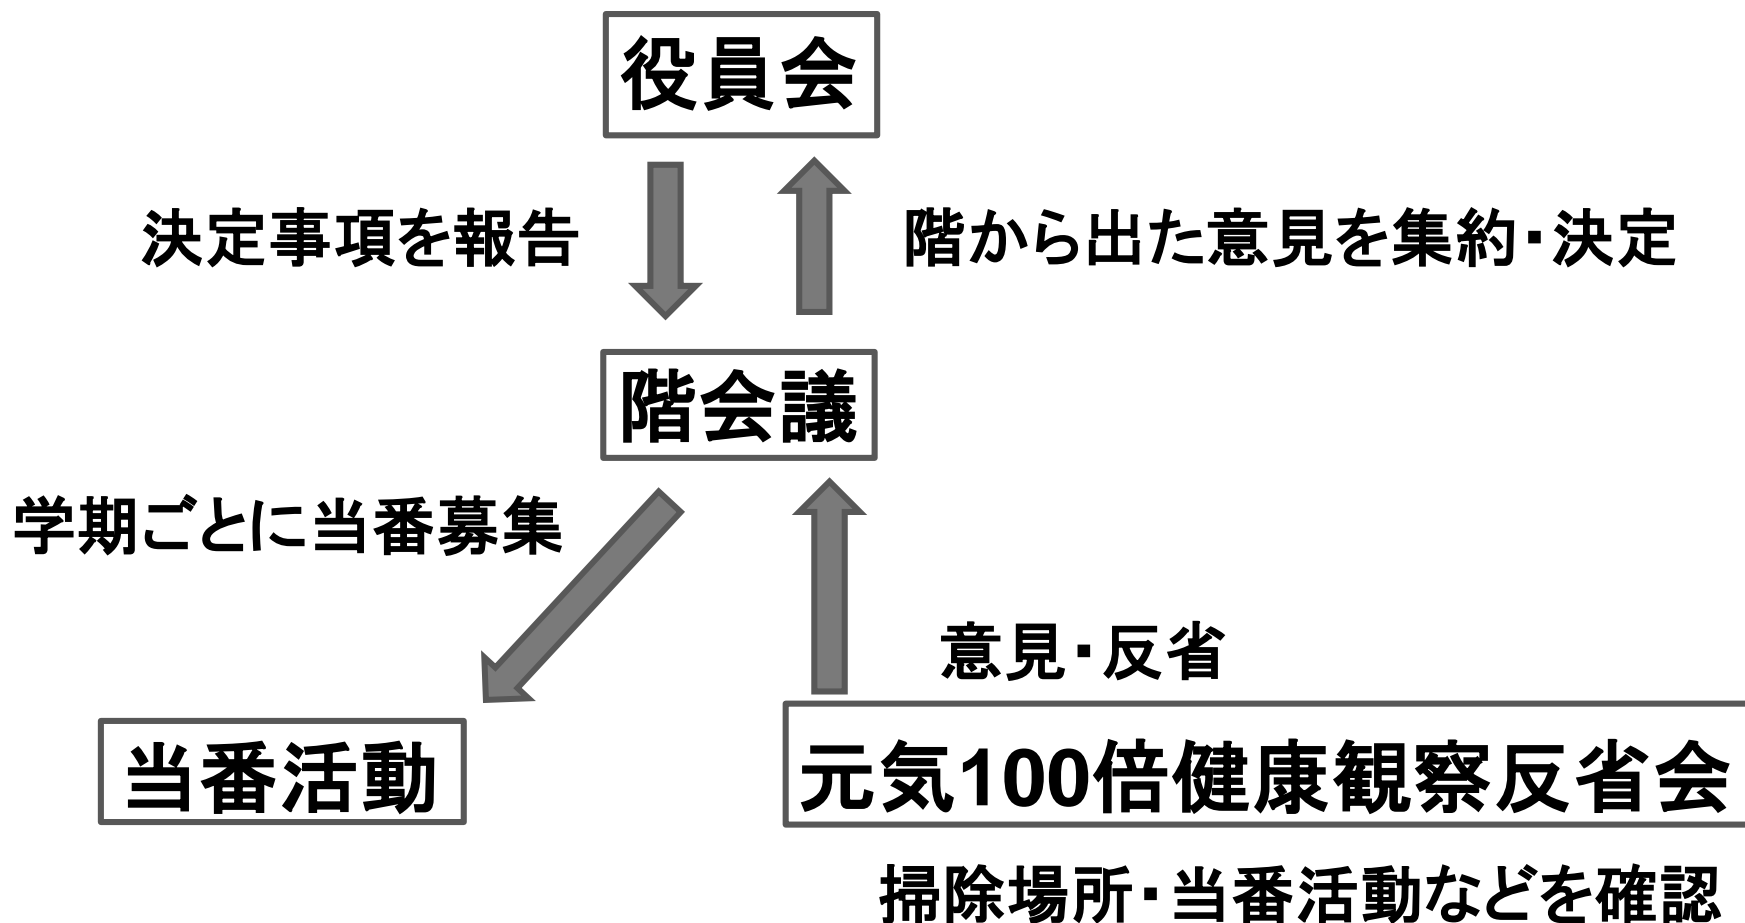 役員会
決定事項を報告
階から出た意見を集約・決定
階会議
学期ごとに当番募集
意見・反省
当番活動
元気100倍健康観察反省会
掃除場所・当番活動などを確認